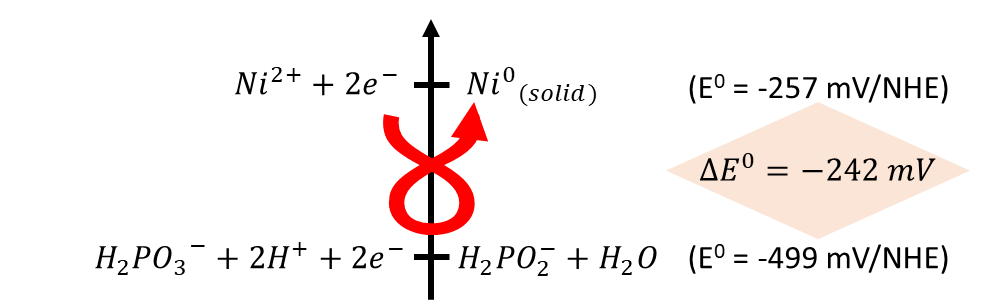 Ni²⁺ + 2e⁻ Ni⁰₍solid₎ (E⁰ = -257 mV/NHE)
ΔE⁰ = −242 mV
H₂PO₃⁻ + 2H⁺ + 2e⁻ H₂PO₂⁻ + H₂O (E⁰ = -499 mV/NHE)